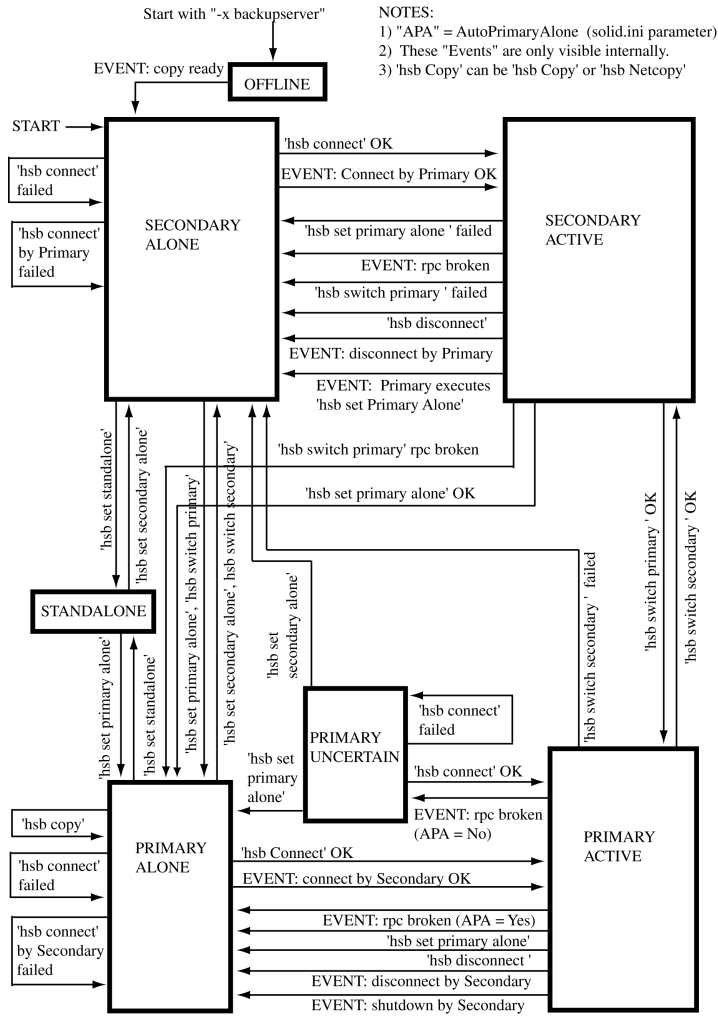 Start with "-x backupserver"
NOTES:
1) "APA" = AutoPrimaryAlone (solid.ini parameter)
2) These "Events" are only visible internally.
3) 'hsb Copy' can be 'hsb Copy' or 'hsb Netcopy'
EVENT: copy ready
OFFLINE
START
'hsb connect'
failed
'hsb connect'
by Primary
failed
SECONDARY
ALONE
'hsb connect' OK
EVENT: Connect by Primary OK
'hsb set primary alone ' failed
EVENT: rpc broken
'hsb switch primary ' failed
'hsb disconnect'
EVENT: disconnect by Primary
EVENT: Primary executes
'hsb set Primary Alone'
SECONDARY
ACTIVE
'hsb set standalone'
'hsb set secondary alone'
'hsb set primary alone', 'hsb switch primary'
'hsb set secondary alone', hsb switch secondary'
'hsb switch primary' rpc broken
'hsb set primary alone' OK
'hsb switch primary ' OK
'hsb switch secondary ' OK
STANDALONE
'hsb set primary alone'
'hsb set standalone'
'hsb set
secondary alone'
'hsb switch secondary ' failed
PRIMARY
UNCERTAIN
'hsb connect'
failed
'hsb set
primary
alone'
'hsb connect' OK
EVENT: rpc broken
(APA = No)
'hsb copy'
'hsb connect'
failed
'hsb connect'
by Secondary
failed
PRIMARY
ALONE
'hsb Connect' OK
EVENT: connect by Secondary OK
EVENT: rpc broken (APA = Yes)
'hsb set primary alone'
'hsb disconnect '
EVENT: disconnect by Secondary
EVENT: shutdown by Secondary
PRIMARY
ACTIVE